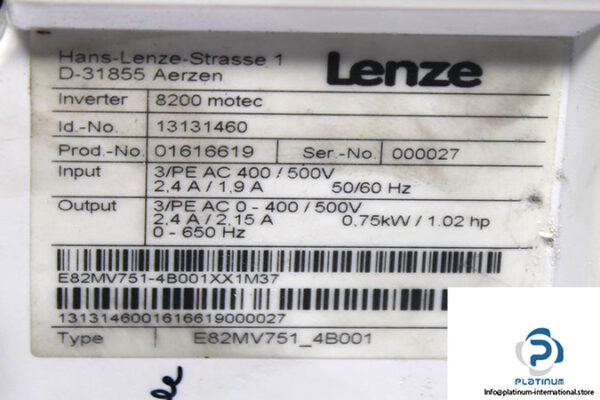 Hans-Lenze-Strasse 1
D-31855 Aerzen
Lenze
Inverter 8200 motec
Id.-No. 13131460
Prod.-No. 01616619 Ser.-No. 000027
Input 3/PE AC 400 / 500V
2,4 A / 1,9 A 50/60 Hz
Output 3/PE AC 0 - 400 / 500V
2,4 A / 2,15 A 0,75kW / 1.02 hp
0 - 650 Hz
E82MV751-4B001XX1M37
1313146001616619000027
Type E82MV751_4B001
PLATINUM
Info@platinum-international.store